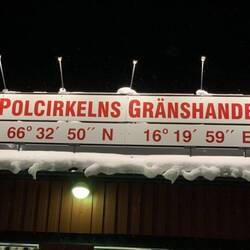 POLCIRKELNS GRÄNSHANDE
66° 32´ 50´´ N 16° 19´ 59´´ E